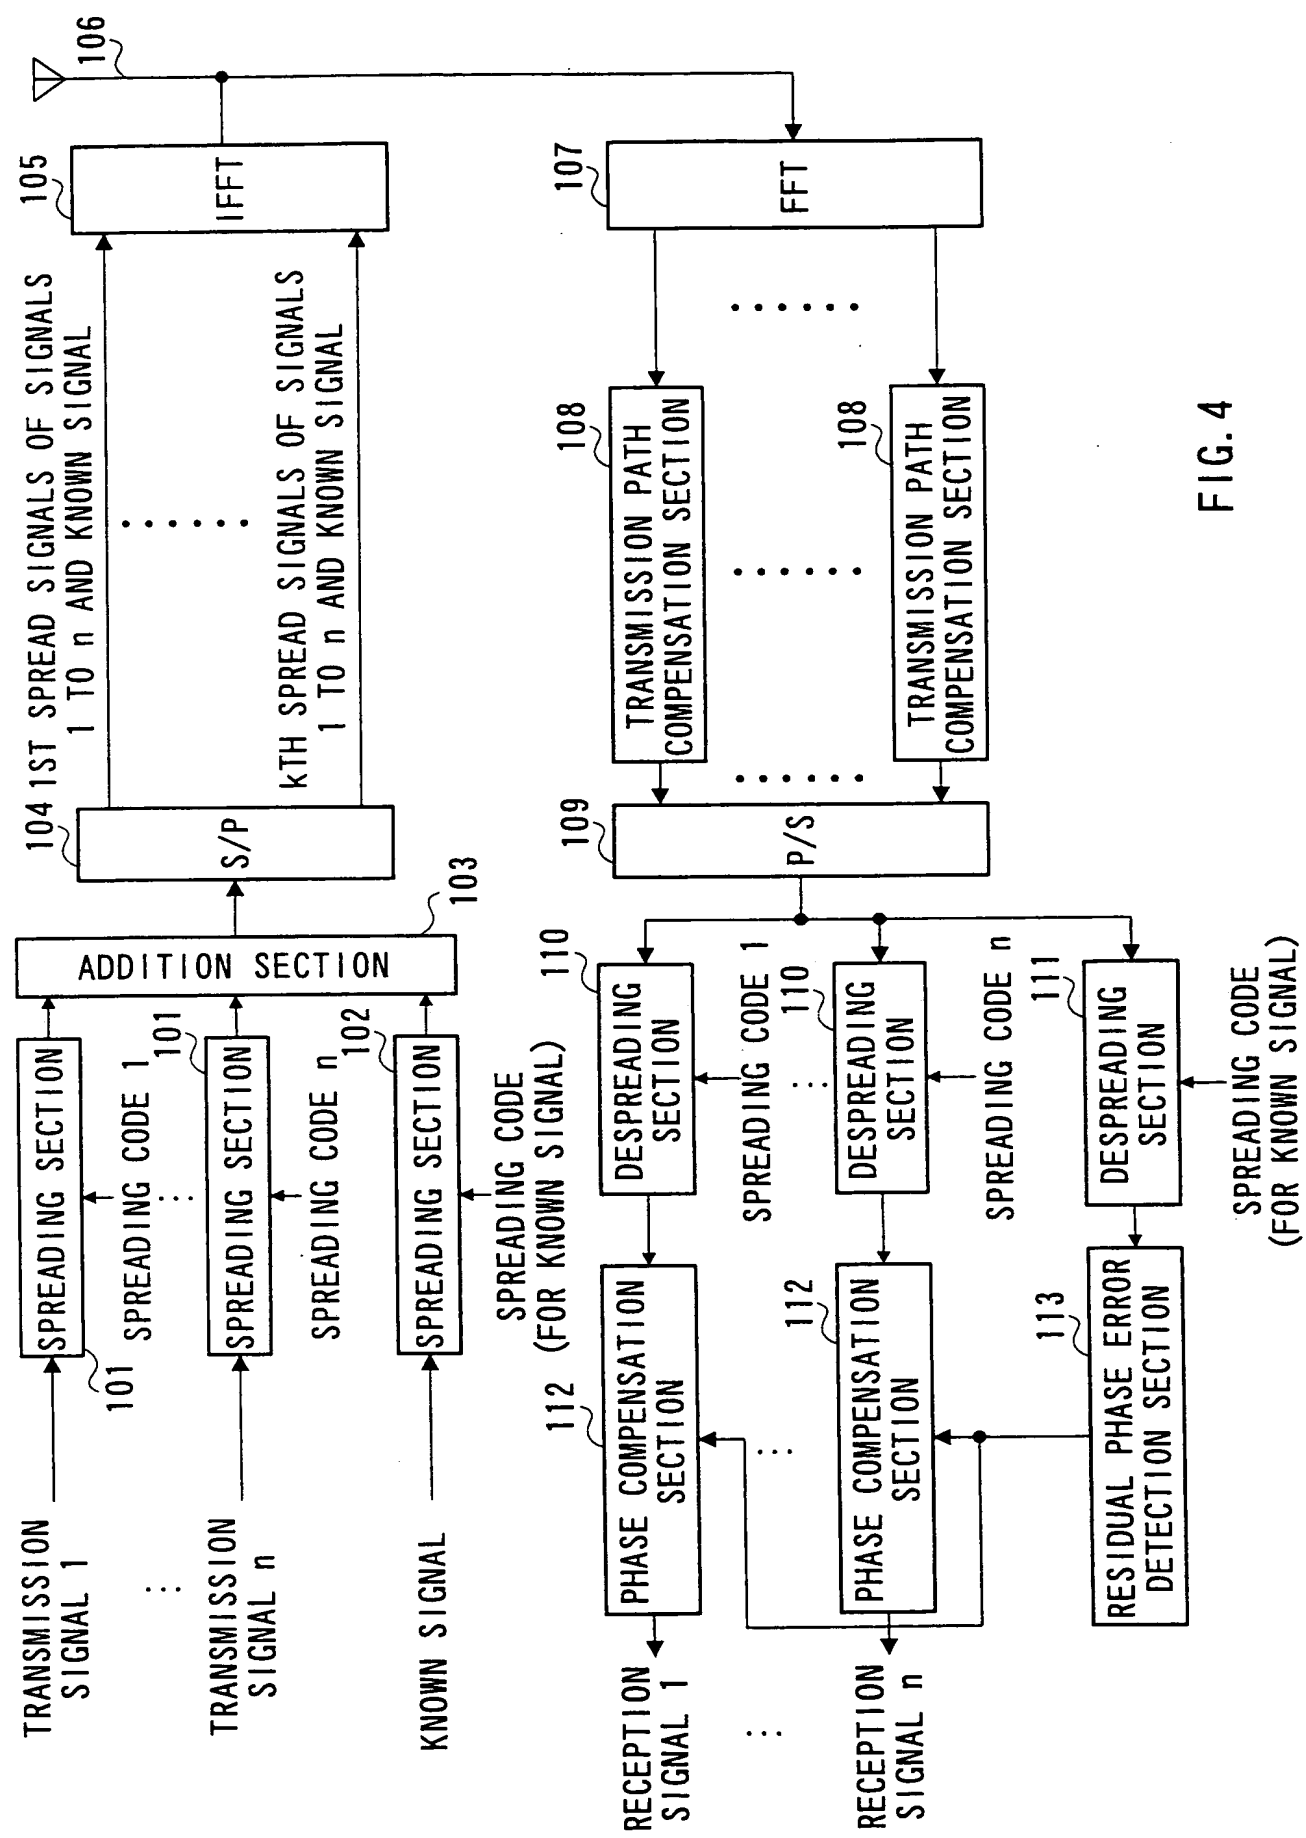 TRANSMISSION
SIGNAL 1
...
TRANSMISSION
SIGNAL n
KNOWN SIGNAL
101
SPREADING SECTION
SPREADING CODE 1
...
101
SPREADING SECTION
SPREADING CODE n
102
SPREADING SECTION
SPREADING CODE
(FOR KNOWN SIGNAL)
ADDITION SECTION
103
104
S/P
1ST SPREAD SIGNALS OF SIGNALS
1 TO n AND KNOWN SIGNAL
kTH SPREAD SIGNALS OF SIGNALS
1 TO n AND KNOWN SIGNAL
105
IFFT
106
RECEPTION
SIGNAL 1
...
RECEPTION
SIGNAL n
112
PHASE COMPENSATION
SECTION
...
112
PHASE COMPENSATION
SECTION
113
RESIDUAL PHASE ERROR
DETECTION SECTION
110
DESPREADING
SECTION
SPREADING CODE 1
...
110
DESPREADING
SECTION
SPREADING CODE n
111
DESPREADING
SECTION
SPREADING CODE
(FOR KNOWN SIGNAL)
109
P/S
108
TRANSMISSION PATH
COMPENSATION SECTION
108
TRANSMISSION PATH
COMPENSATION SECTION
107
FFT
FIG. 4